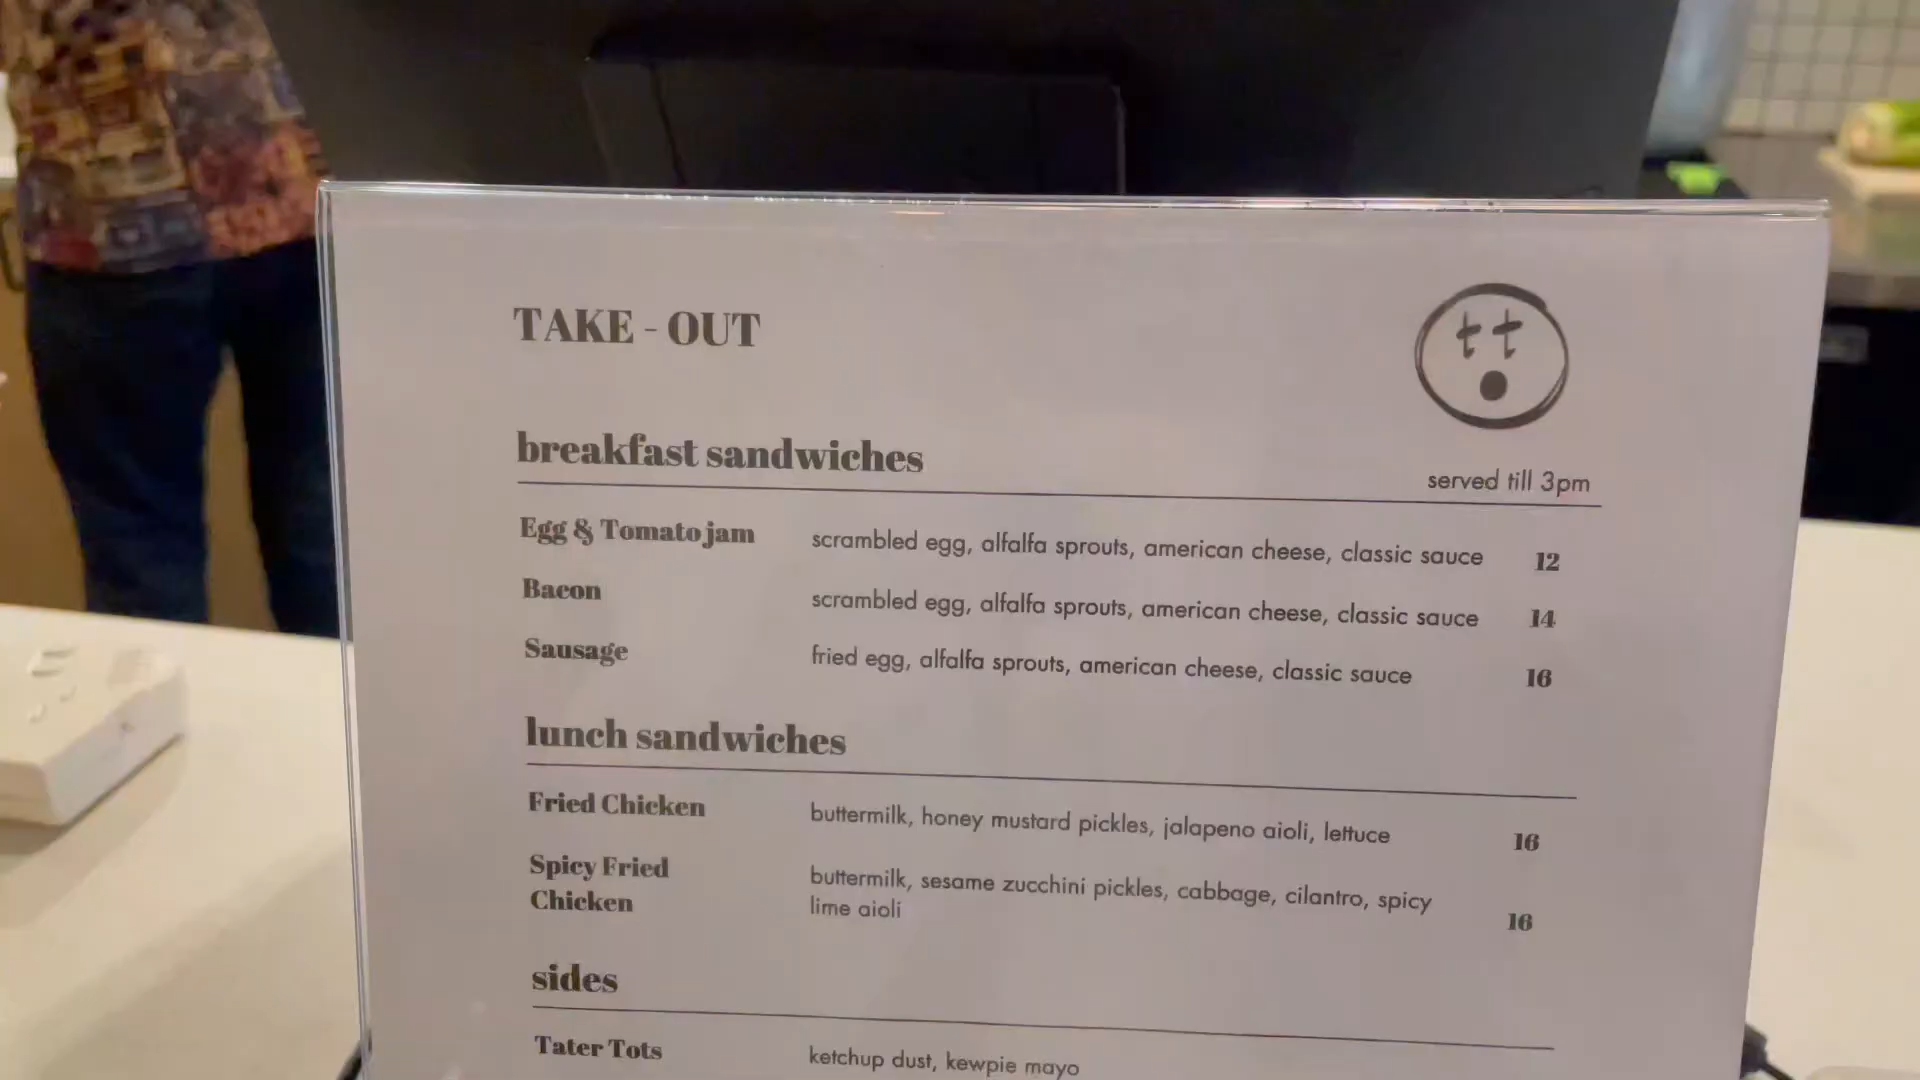 TAKE - OUT
tt
breakfast sandwiches
served till 3pm
Egg & Tomato jam scrambled egg, alfalfa sprouts, american cheese, classic sauce 12
Bacon scrambled egg, alfalfa sprouts, american cheese, classic sauce 14
Sausage fried egg, alfalfa sprouts, american cheese, classic sauce 16
lunch sandwiches
Fried Chicken buttermilk, honey mustard pickles, jalapeno aioli, lettuce 16
Spicy Fried
Chicken
buttermilk, sesame zucchini pickles, cabbage, cilantro, spicy
lime aioli
16
sides
Tater Tots ketchup dust, kewpie mayo